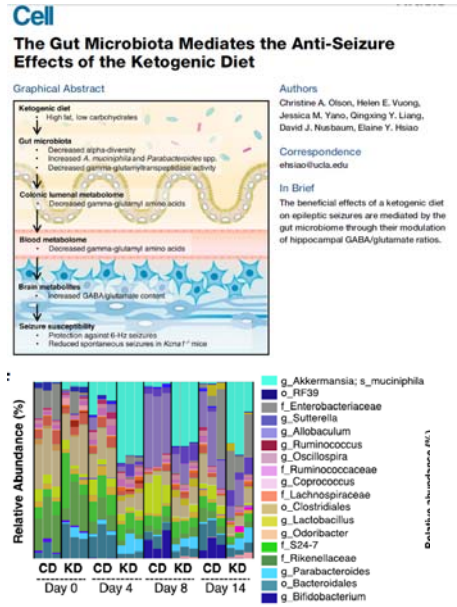 Cell
The Gut Microbiota Mediates the Anti-Seizure
Effects of the Ketogenic Diet
Graphical Abstract
Ketogenic diet
• High fat, low carbohydrates
Gut microbiota
• Decreased alpha-diversity
• Increased A. muciniphila and Parabacteroides spp.
• Decreased gamma-glutamyltranspeptidase activity
Colonic lumenal metabolome
• Decreased gamma-glutamyl amino acids
Blood metabolome
• Decreased gamma-glutamyl amino acids
Brain metabolites
• Increased GABA/glutamate content
Seizure susceptibility
• Protection against 6-Hz seizures
• Reduced spontaneous seizures in Kcna1-/- mice
Authors
Christine A. Olson, Helen E. Vuong,
Jessica M. Yano, Qingxing Y. Liang,
David J. Nusbaum, Elaine Y. Hsiao
Correspondence
ehsiao@ucla.edu
In Brief
The beneficial effects of a ketogenic diet
on epileptic seizures are mediated by the
gut microbiome through their modulation
of hippocampal GABA/glutamate ratios.
Relative Abundance (%)
CD KD CD KD CD KD CD KD
Day 0 Day 4 Day 8 Day 14
g_Akkermansia; s_muciniphila
o_RF39
f_Enterobacteriaceae
g_Sutterella
g_Allobaculum
g_Ruminococcus
g_Oscillospira
f_Ruminococcaceae
g_Coprococcus
f_Lachnospiraceae
o_Clostridiales
g_Lactobacillus
g_Odoribacter
f_S24-7
f_Rikenellaceae
g_Parabacteroides
o_Bacteroidales
g_Bifidobacterium